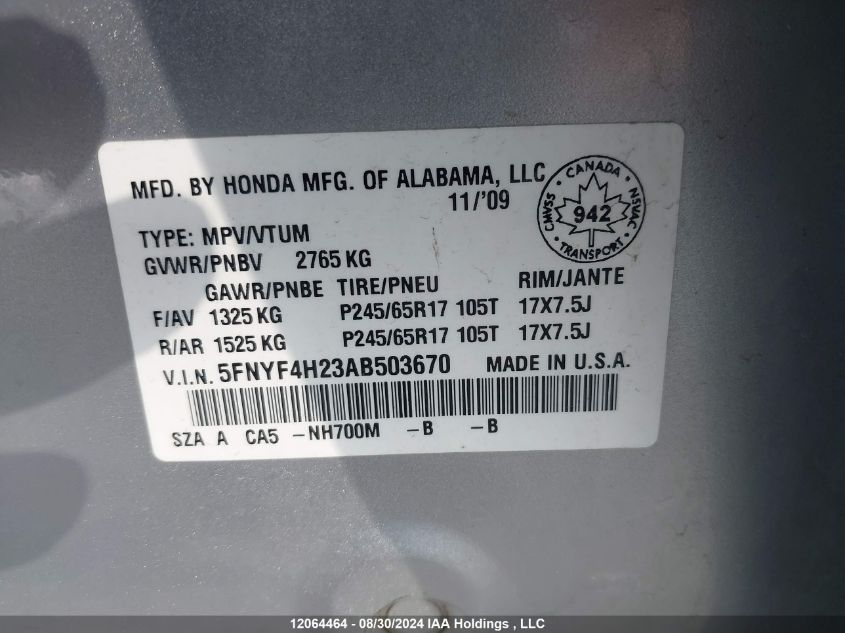 MFD. BY HONDA MFG. OF ALABAMA, LLC
11/'09
CANADA
CMVSS 942 NSVAC
TRANSPORT
TYPE: MPV/VTUM
GVWR/PNBV 2765 KG
GAWR/PNBE TIRE/PNEU RIM/JANTE
F/AV 1325 KG P245/65R17 105T 17X7.5J
R/AR 1525 KG P245/65R17 105T 17X7.5J
V.I.N. 5FNYF4H23AB503670 MADE IN U.S.A.
SZA A CA5 -NH700M -B -B
12064464 - 08/30/2024 IAA Holdings , LLC